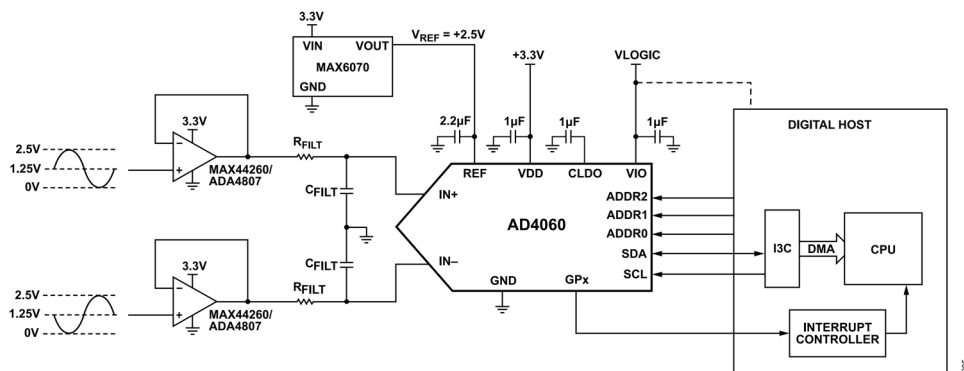 3.3V
VIN
VOUT
MAX6070
GND
VREF = +2.5V
+3.3V
VLOGIC
2.2µF
1µF
1µF
1µF
DIGITAL HOST
3.3V
2.5V
1.25V
0V
–
+
MAX44260/
ADA4807
RFILT
CFILT
REF
VDD
CLDO
VIO
IN+
AD4060
ADDR2
ADDR1
ADDR0
SDA
SCL
I3C
DMA
CPU
IN–
GND
GPx
CFILT
RFILT
3.3V
2.5V
1.25V
0V
–
+
MAX44260/
ADA4807
INTERRUPT
CONTROLLER